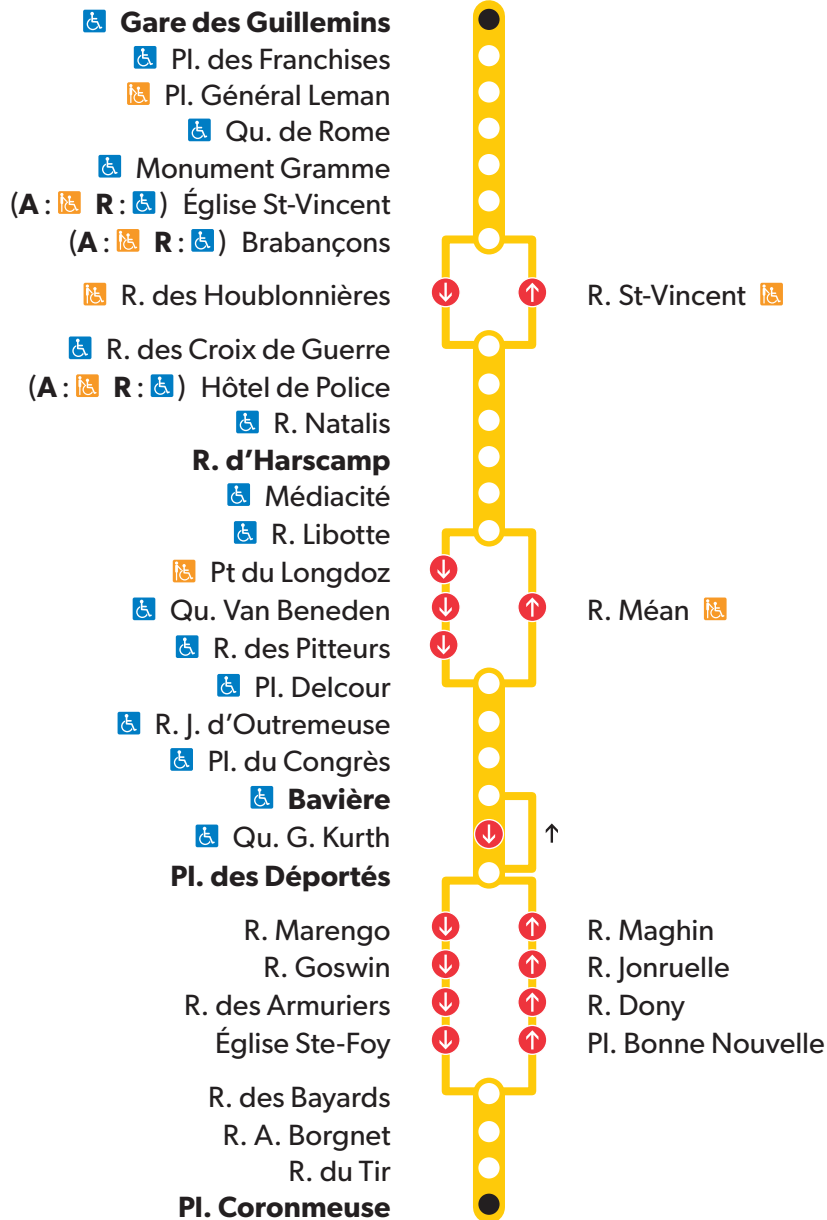 Gare des Guillemins
Pl. des Franchises
Pl. Général Leman
Qu. de Rome
Monument Gramme
(A : R : ) Église St-Vincent
(A : R : ) Brabançons
R. des Houblonnières
R. St-Vincent
R. des Croix de Guerre
(A : R : ) Hôtel de Police
R. Natalis
R. d’Harscamp
Médiacité
R. Libotte
Pt du Longdoz
Qu. Van Beneden
R. Méan
R. des Pitteurs
Pl. Delcour
R. J. d’Outremeuse
Pl. du Congrès
Bavière
Qu. G. Kurth
Pl. des Déportés
R. Marengo
R. Maghin
R. Goswin
R. Jonruelle
R. des Armuriers
R. Dony
Église Ste-Foy
Pl. Bonne Nouvelle
R. des Bayards
R. A. Borgnet
R. du Tir
Pl. Coronmeuse